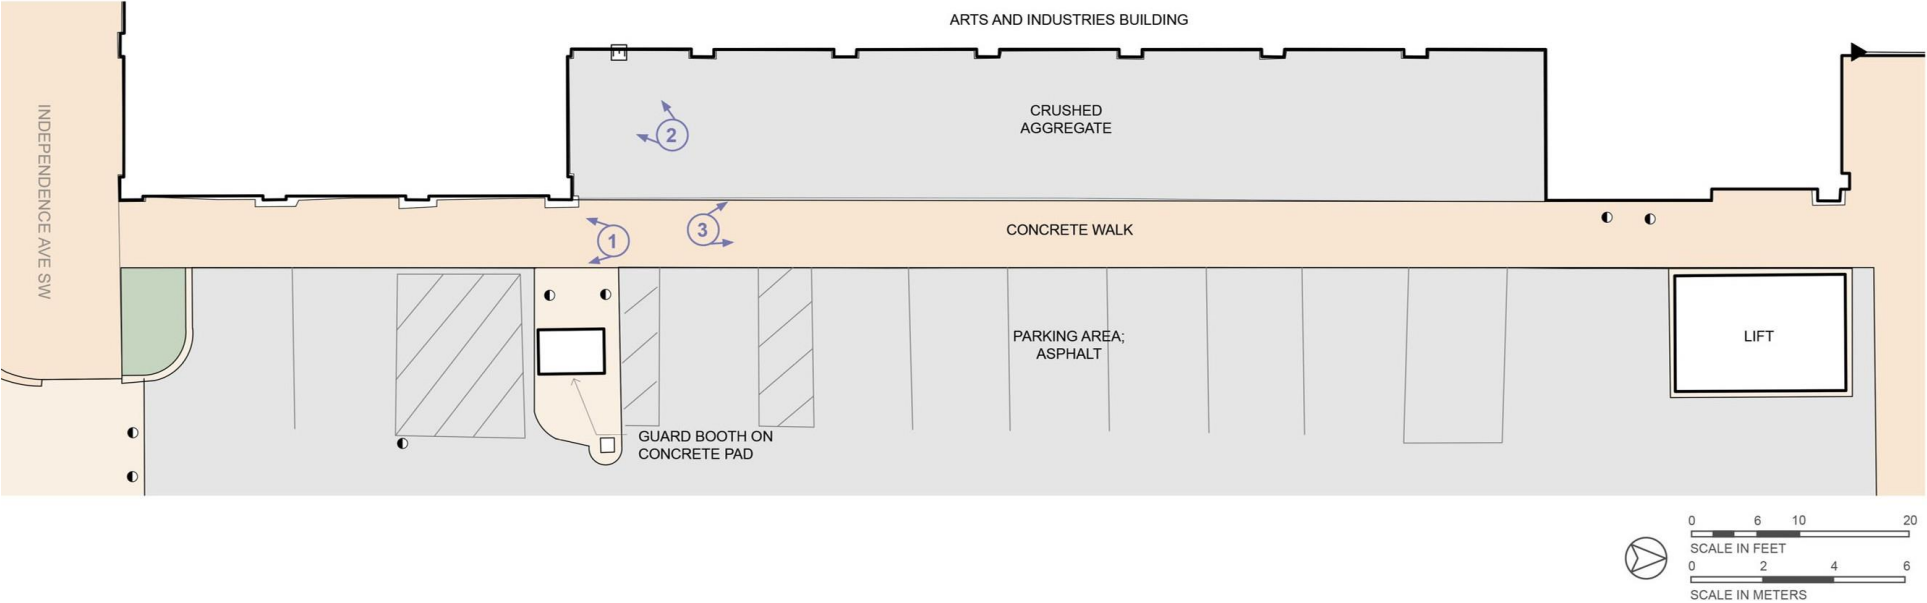 ARTS AND INDUSTRIES BUILDING
INDEPENDENCE AVE SW
CRUSHED
AGGREGATE
2
1
3
CONCRETE WALK
PARKING AREA;
ASPHALT
LIFT
GUARD BOOTH ON
CONCRETE PAD
0 6 10 20
SCALE IN FEET
0 2 4 6
SCALE IN METERS